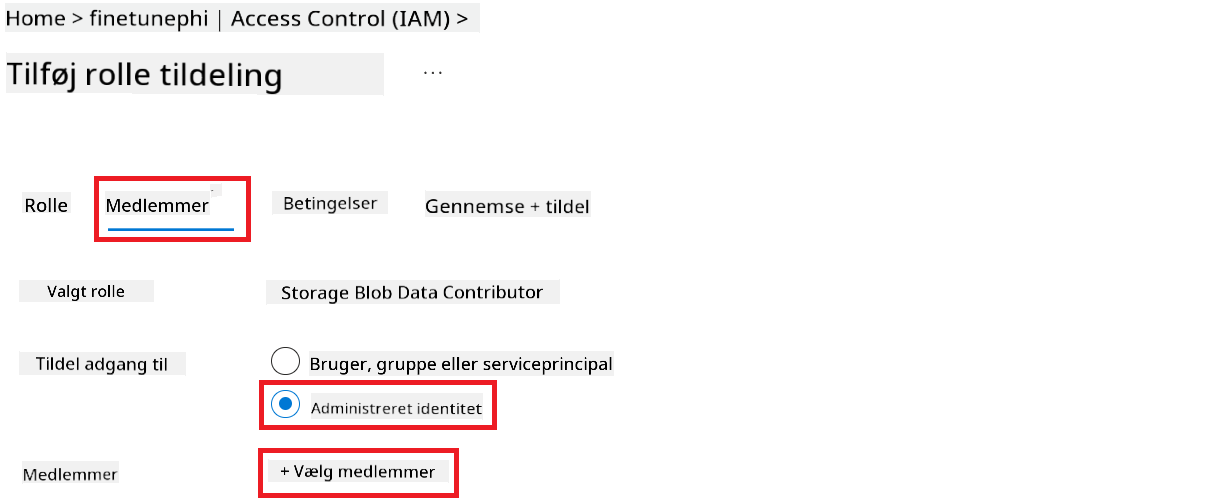 Home > finetunephi | Access Control (IAM) >
Tilføj rolle tildeling ...
Rolle Medlemmer Betingelser Gennemse + tildel
Valgt rolle Storage Blob Data Contributor
Tildel adgang til Bruger, gruppe eller serviceprincipal
Administreret identitet
Medlemmer + Vælg medlemmer